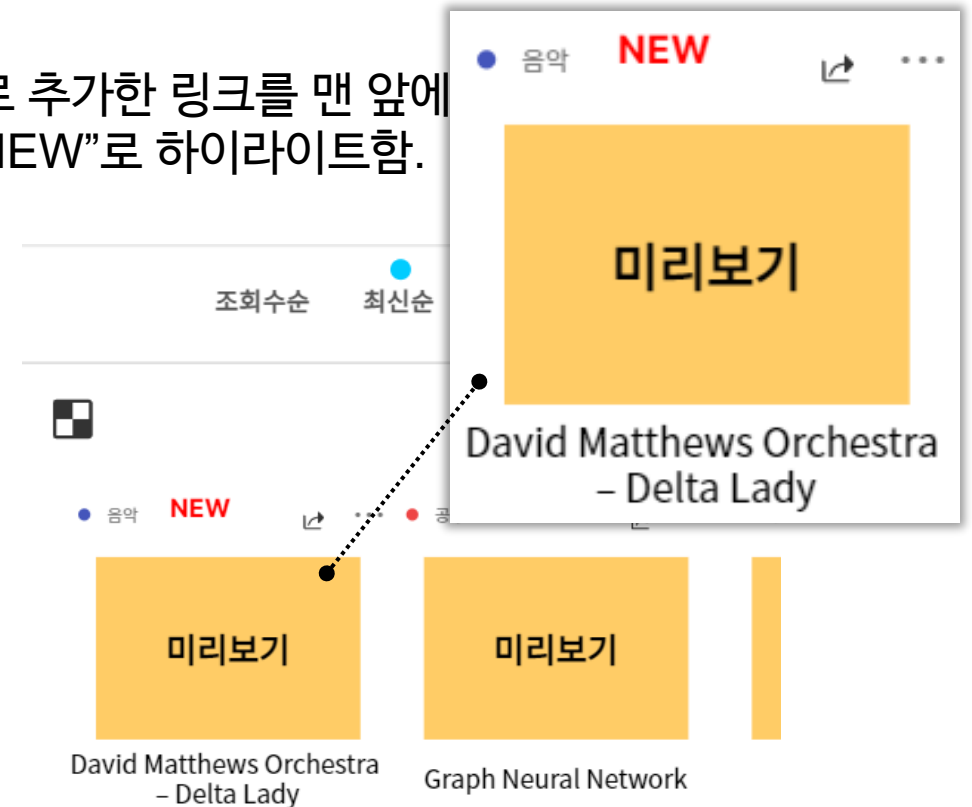 로 추가한 링크를 맨 앞에
NEW”로 하이라이트함.
음악 NEW
미리보기
David Matthews Orchestra
– Delta Lady
조회수순 최신순
음악 NEW
미리보기
David Matthews Orchestra
– Delta Lady
미리보기
Graph Neural Network